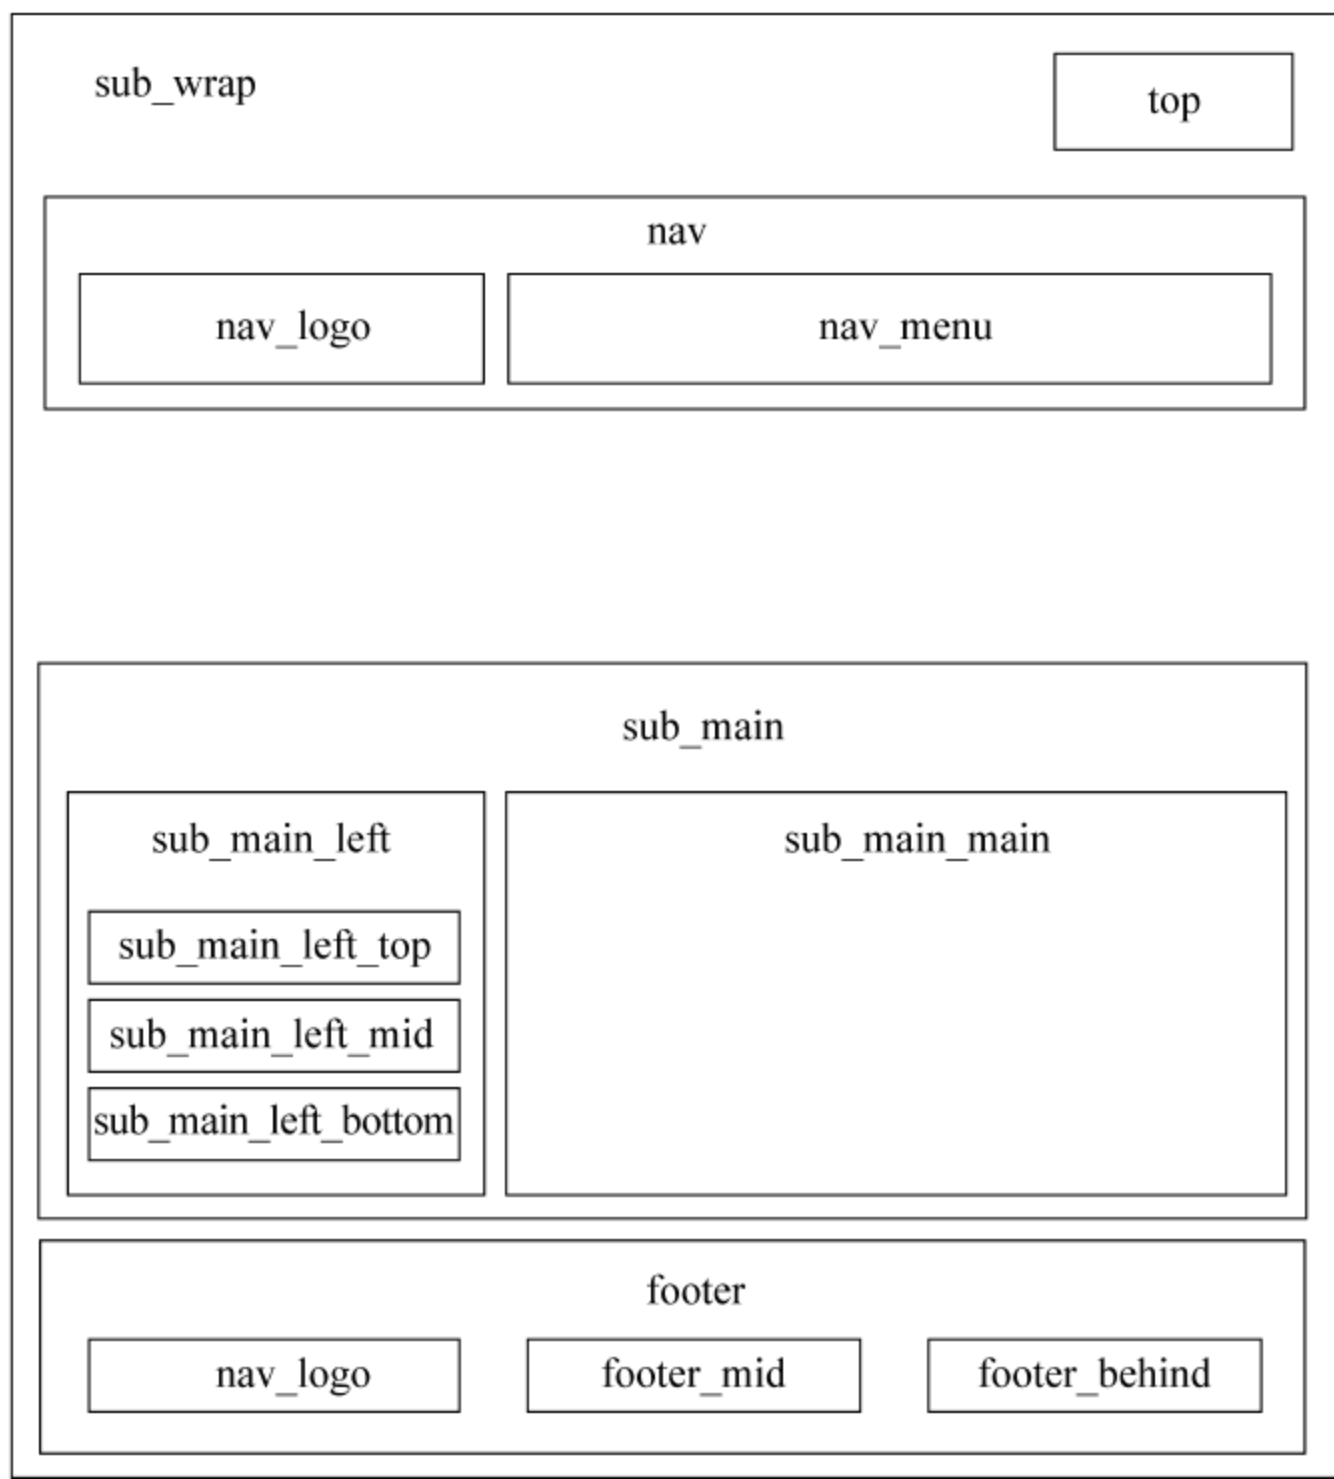 sub_wrap
top
nav
nav_logo
nav_menu
sub_main
sub_main_left
sub_main_main
sub_main_left_top
sub_main_left_mid
sub_main_left_bottom
footer
nav_logo
footer_mid
footer_behind